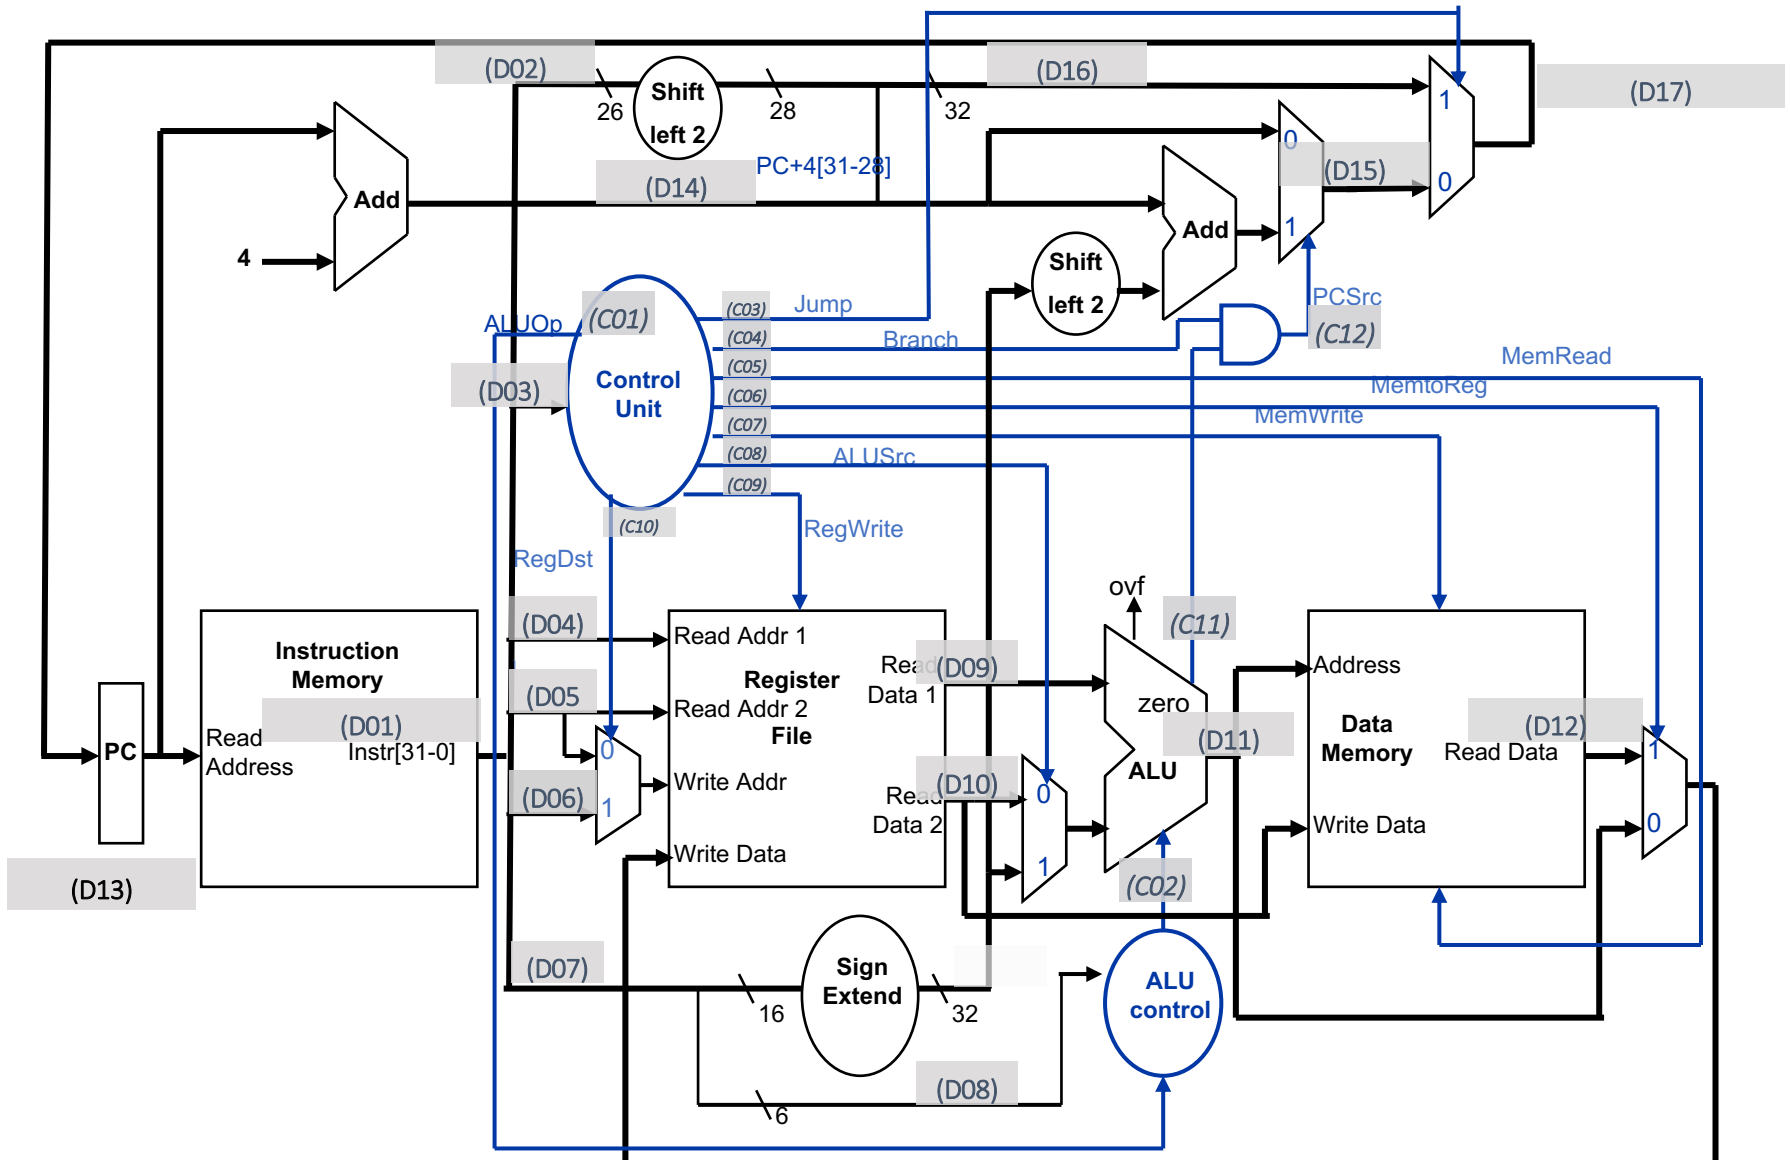 (D02)
26
Shift
left 2
28
32
(D16)
1
(D17)
PC+4[31-28]
(D14)
Add
4
0
(D15)
0
1
Add
Shift
left 2
ALUOp
(C01)
(C03)
Jump
PCSrc
(C12)
(C04)
Branch
(C05)
MemRead
(D03)
Control
Unit
(C06)
MemtoReg
(C07)
MemWrite
(C08)
ALUSrc
(C09)
(C10)
RegWrite
RegDst
ovf
(C11)
(D04)
Read Addr 1
Instruction
Memory
Read
Data 1
(D09)
Address
Register
File
(D05
Read Addr 2
zero
(D01)
(D11)
Data
Memory
(D12)
PC
Read
Address
Instr[31-0]
0
Read Data
1
ALU
(D06)
1
Write Addr
Read
Data 2
(D10)
0
Write Data
0
Write Data
1
(C02)
(D13)
(D07)
Sign
Extend
16
32
ALU
control
(D08)
6